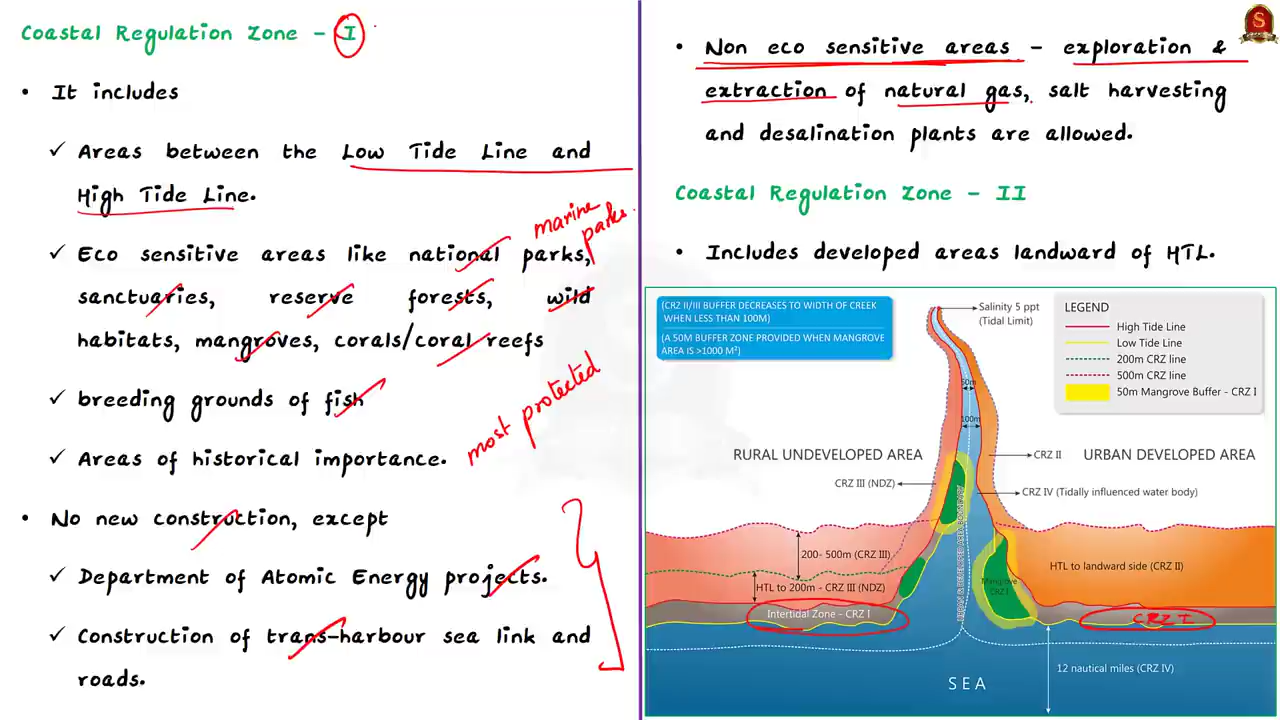 Coastal Regulation Zone - I
• It includes
✓ Areas between the Low Tide Line and
High Tide Line.
marine
parks.
✓ Eco sensitive areas like national parks,
sanctuaries, reserve forests, wild
habitats, mangroves, corals/coral reefs
✓ breeding grounds of fish
most protected
✓ Areas of historical importance.
• No new construction, except
✓ Department of Atomic Energy projects.
✓ Construction of trans-harbour sea link and
roads.
S
• Non eco sensitive areas - exploration &
extraction of natural gas, salt harvesting
and desalination plants are allowed.
Coastal Regulation Zone - II
• Includes developed areas landward of HTL.
(CRZ II/III BUFFER DECREASES TO WIDTH OF CREEK
WHEN LESS THAN 100M)
(A 50M BUFFER ZONE PROVIDED WHEN MANGROVE
AREA IS >1000 M²)
Salinity 5 ppt
(Tidal Limit)
LEGEND
High Tide Line
Low Tide Line
200m CRZ line
500m CRZ line
50m Mangrove Buffer - CRZ I
50m
100m
RURAL UNDEVELOPED AREA
CRZ II
URBAN DEVELOPED AREA
CRZ III (NDZ)
CRZ IV (Tidally influenced water body)
200- 500m (CRZ III)
HTL to 200m - CRZ III (NDZ)
Intertidal Zone - CRZ I
Mangrove
CRZ I
HTL to landward side (CRZ II)
CRZ I
12 nautical miles (CRZ IV)
SEA